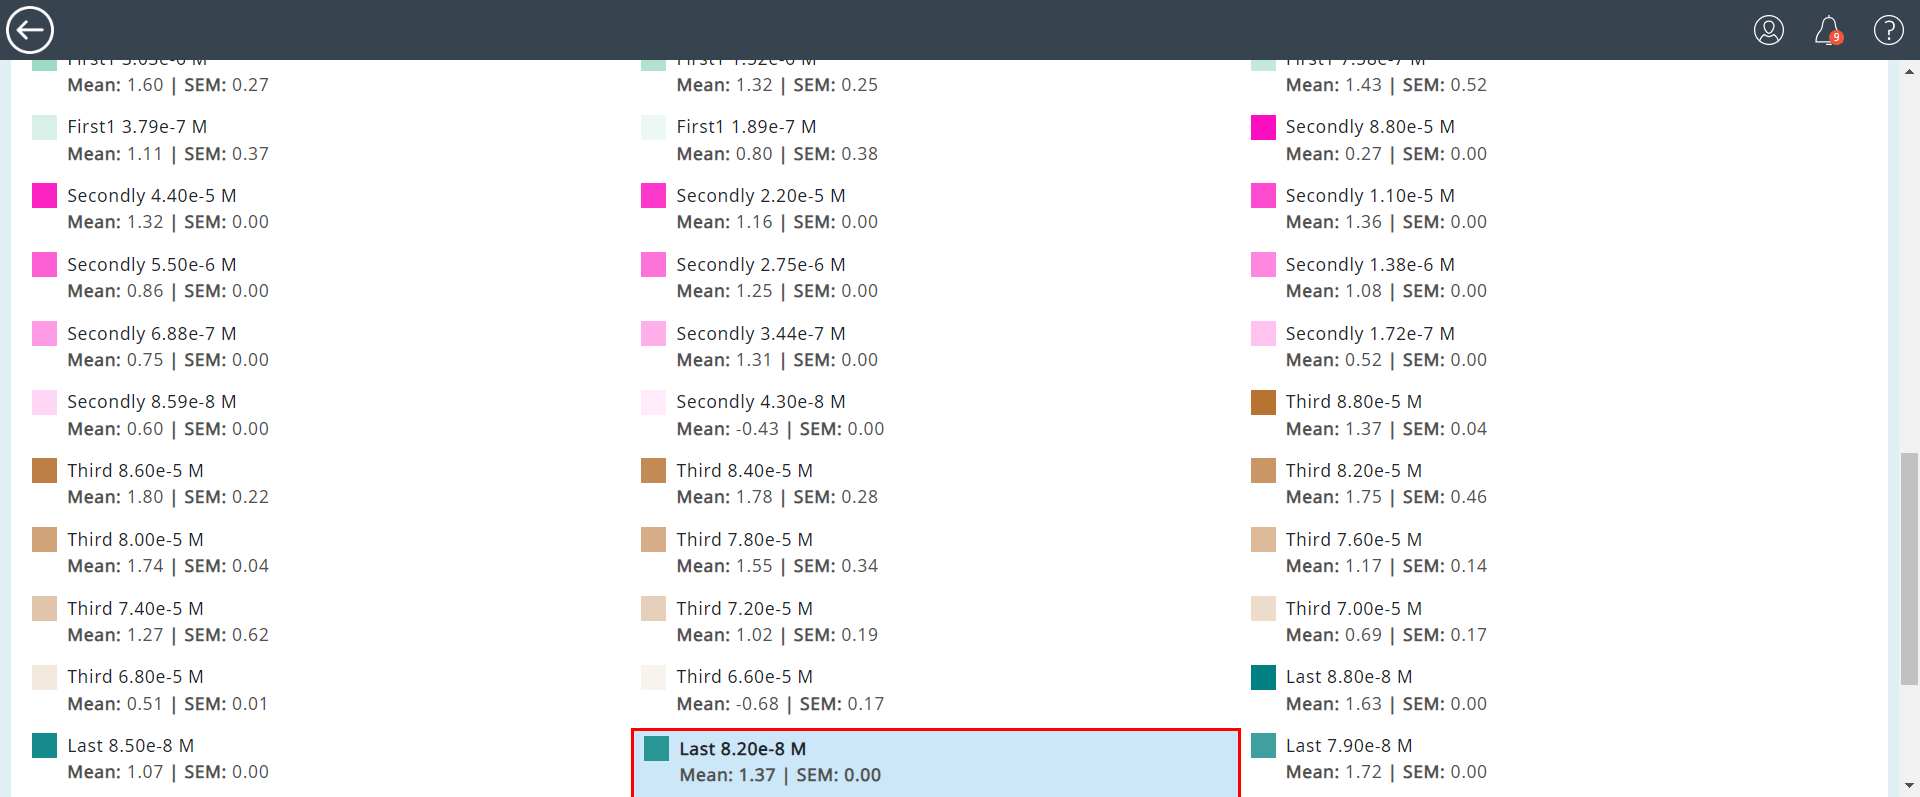 9
?
Mean: 1.60 | SEM: 0.27
Mean: 1.32 | SEM: 0.25
Mean: 1.43 | SEM: 0.52
First1 3.79e-7 M
Mean: 1.11 | SEM: 0.37
First1 1.89e-7 M
Mean: 0.80 | SEM: 0.38
Secondly 8.80e-5 M
Mean: 0.27 | SEM: 0.00
Secondly 4.40e-5 M
Mean: 1.32 | SEM: 0.00
Secondly 2.20e-5 M
Mean: 1.16 | SEM: 0.00
Secondly 1.10e-5 M
Mean: 1.36 | SEM: 0.00
Secondly 5.50e-6 M
Mean: 0.86 | SEM: 0.00
Secondly 2.75e-6 M
Mean: 1.25 | SEM: 0.00
Secondly 1.38e-6 M
Mean: 1.08 | SEM: 0.00
Secondly 6.88e-7 M
Mean: 0.75 | SEM: 0.00
Secondly 3.44e-7 M
Mean: 1.31 | SEM: 0.00
Secondly 1.72e-7 M
Mean: 0.52 | SEM: 0.00
Secondly 8.59e-8 M
Mean: 0.60 | SEM: 0.00
Secondly 4.30e-8 M
Mean: -0.43 | SEM: 0.00
Third 8.80e-5 M
Mean: 1.37 | SEM: 0.04
Third 8.60e-5 M
Mean: 1.80 | SEM: 0.22
Third 8.40e-5 M
Mean: 1.78 | SEM: 0.28
Third 8.20e-5 M
Mean: 1.75 | SEM: 0.46
Third 8.00e-5 M
Mean: 1.74 | SEM: 0.04
Third 7.80e-5 M
Mean: 1.55 | SEM: 0.34
Third 7.60e-5 M
Mean: 1.17 | SEM: 0.14
Third 7.40e-5 M
Mean: 1.27 | SEM: 0.62
Third 7.20e-5 M
Mean: 1.02 | SEM: 0.19
Third 7.00e-5 M
Mean: 0.69 | SEM: 0.17
Third 6.80e-5 M
Mean: 0.51 | SEM: 0.01
Third 6.60e-5 M
Mean: -0.68 | SEM: 0.17
Last 8.80e-8 M
Mean: 1.63 | SEM: 0.00
Last 8.50e-8 M
Mean: 1.07 | SEM: 0.00
Last 8.20e-8 M
Mean: 1.37 | SEM: 0.00
Last 7.90e-8 M
Mean: 1.72 | SEM: 0.00